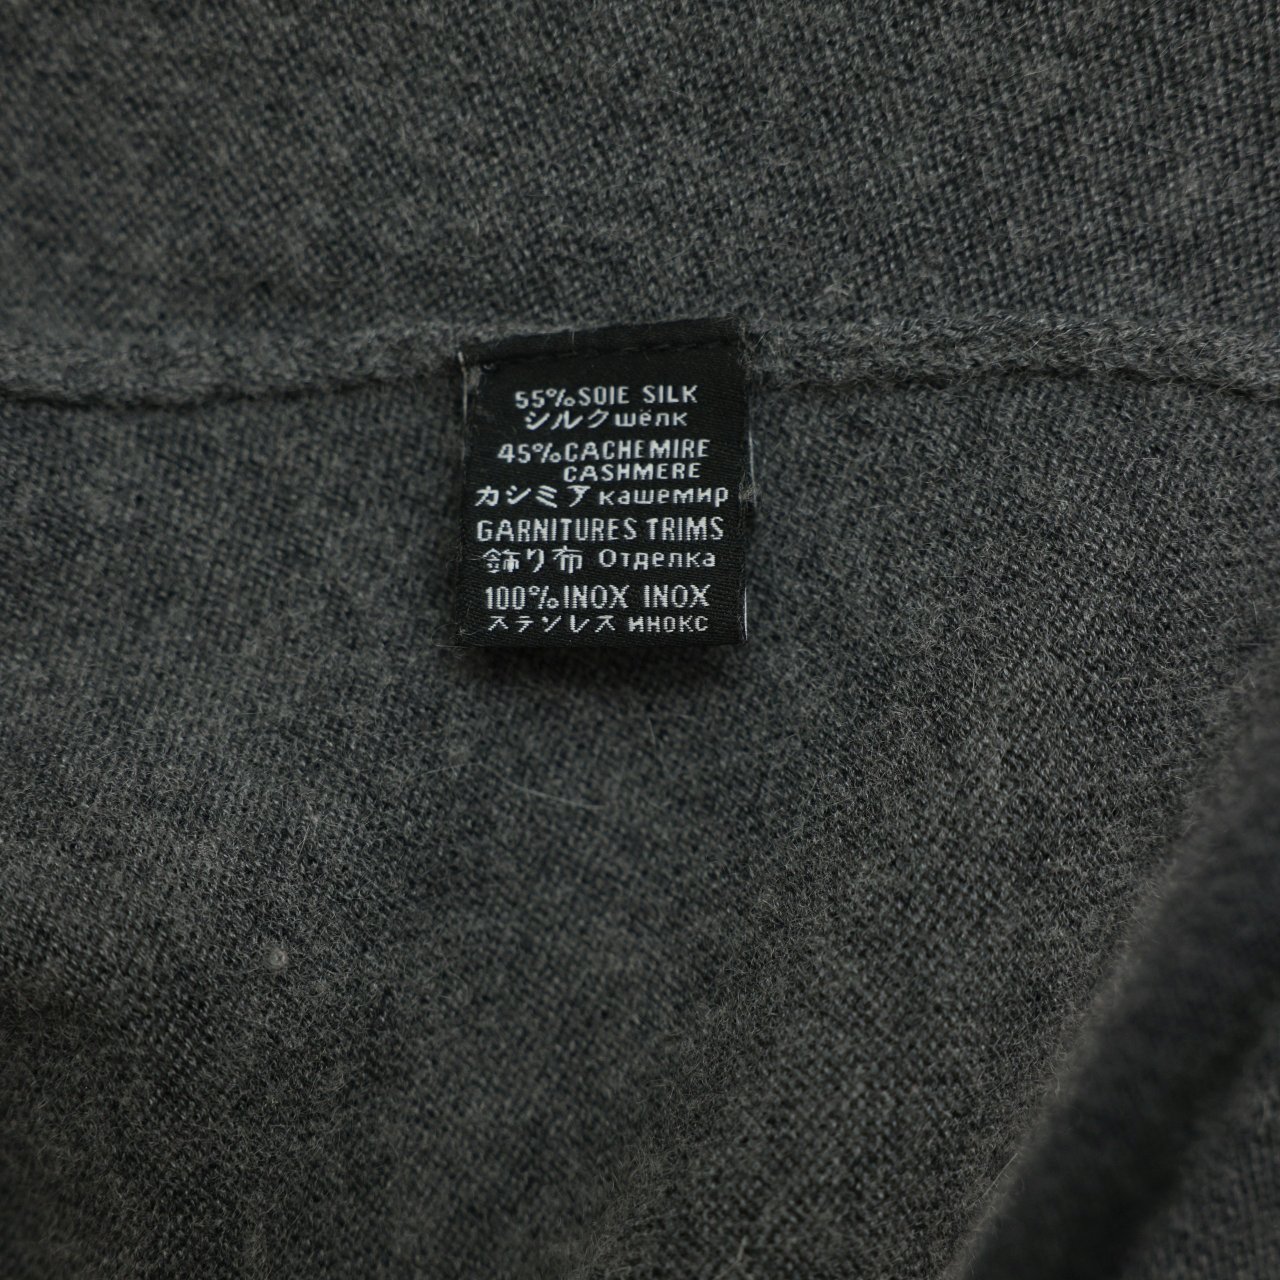 55%SOIE SILK
シルクшёлк
45%CACHEMIRE
CASHMERE
カシミアкашемир
GARNITURES TRIMS
飾り布 Отделка
100%INOX INOX
ステンレス инокс